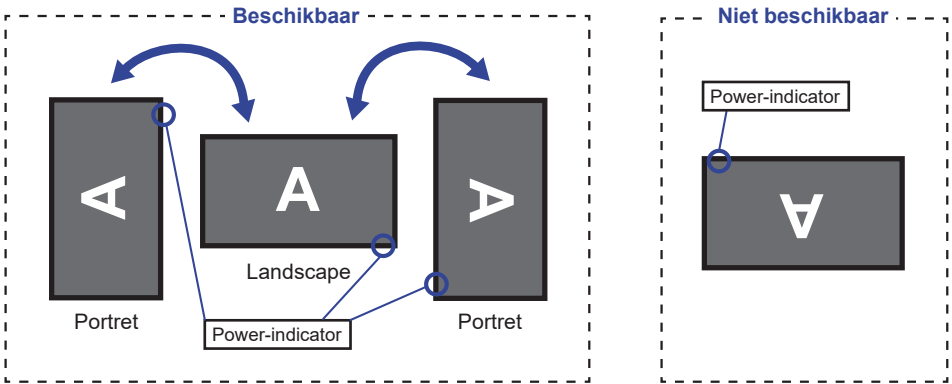 Beschikbaar
A
A
A
Landscape
Portret
Power-indicator
Portret
Niet beschikbaar
Power-indicator
A